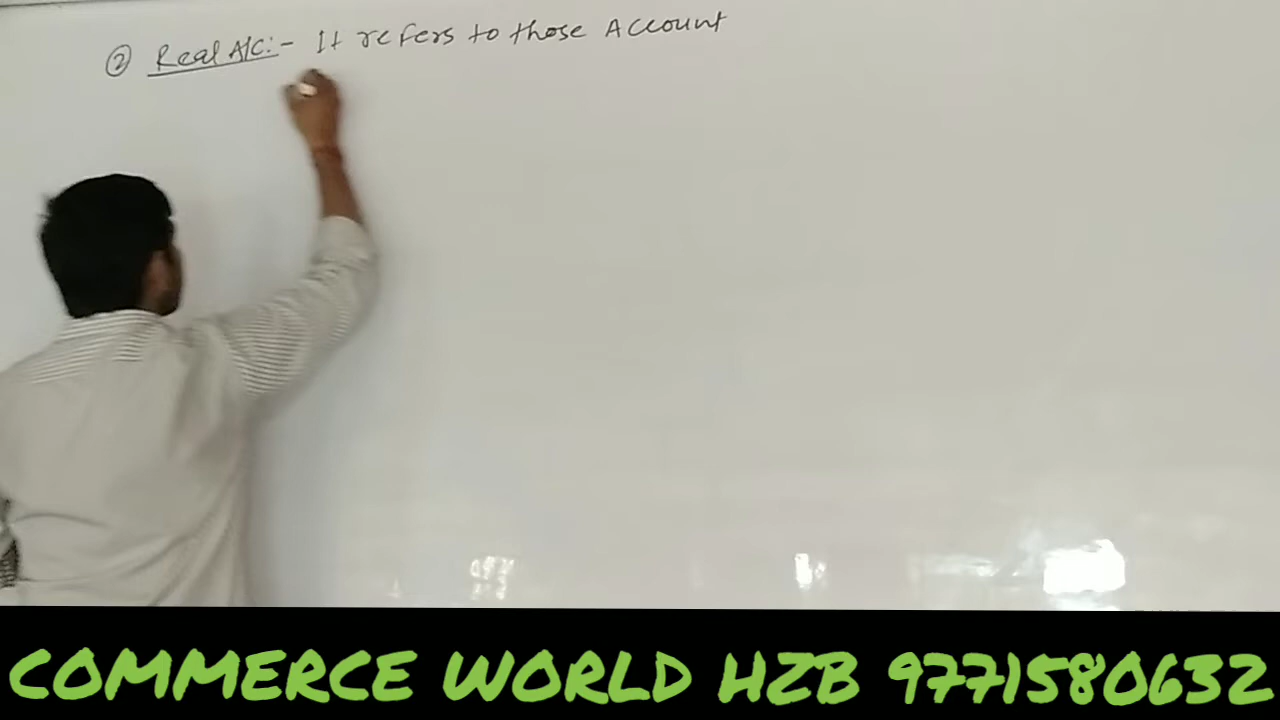 ② Real A/C:- It refers to those Account
COMMERCE WORLD HZB 9771580632